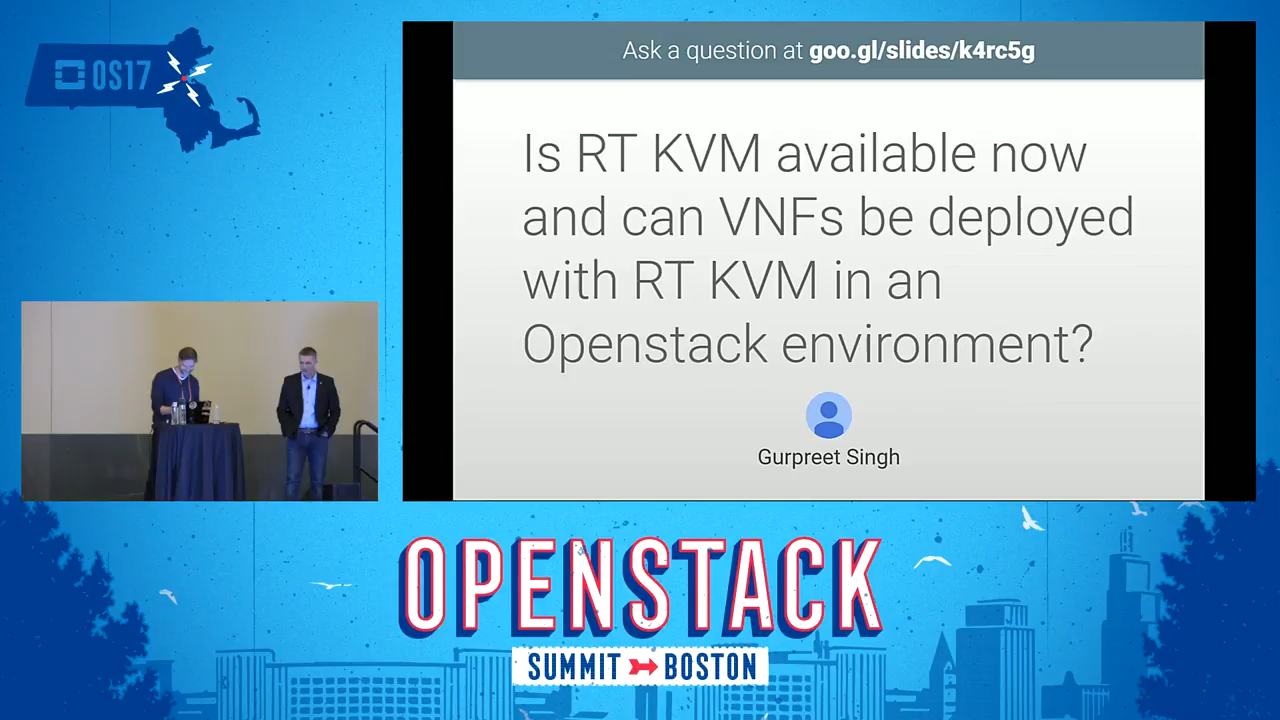 OS17
Ask a question at goo.gl/slides/k4rc5g
Is RT KVM available now
and can VNFs be deployed
with RT KVM in an
Openstack environment?
Gurpreet Singh
OPENSTACK
SUMMIT BOSTON